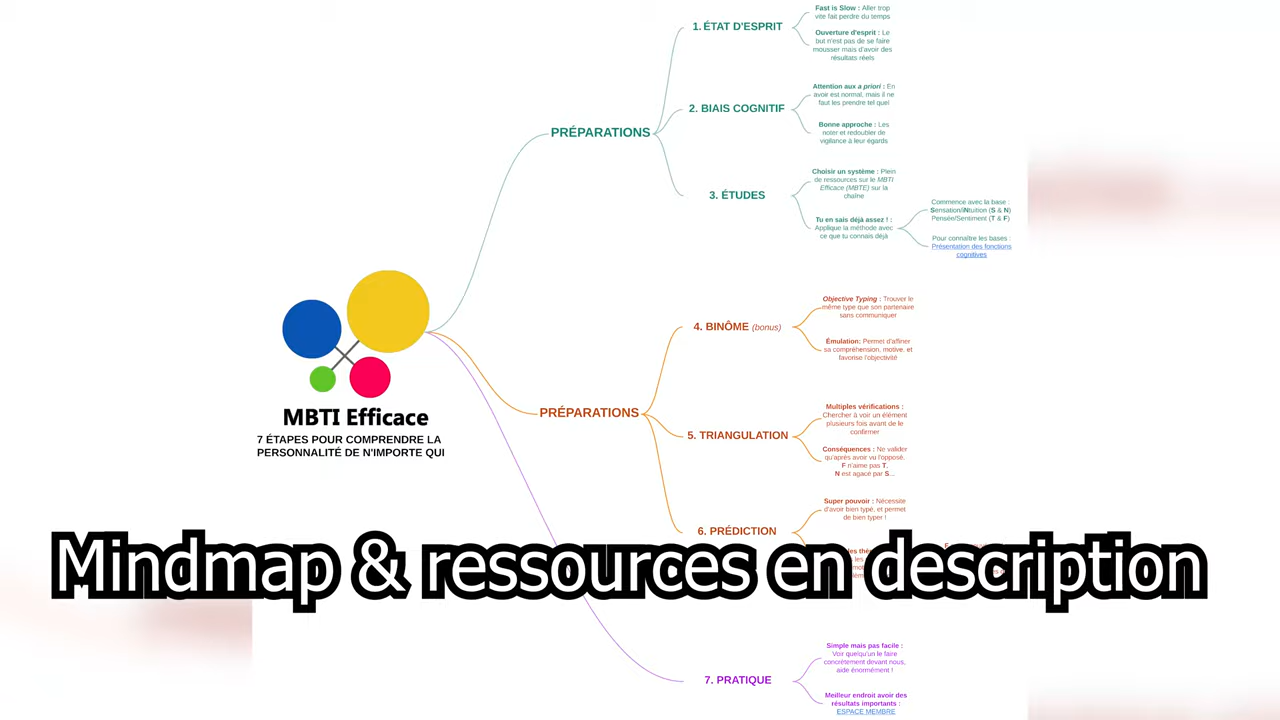 MBTI Efficace
7 ÉTAPES POUR COMPRENDRE LA
PERSONNALITÉ DE N'IMPORTE QUI
PRÉPARATIONS
1. ÉTAT D'ESPRIT
Fast is Slow : Aller trop
vite fait perdre du temps
Ouverture d'esprit : Le
but n'est pas de se faire
mousser mais d'avoir des
résultats réels
2. BIAIS COGNITIF
Attention aux a priori : En
avoir est normal, mais il ne
faut les prendre tel quel
Bonne approche : Les
noter et redoubler de
vigilance à leur égards
3. ÉTUDES
Choisir un système : Plein
de ressources sur le MBTI
Efficace (MBTE) sur la
chaîne
Tu en sais déjà assez ! :
Applique la méthode avec
ce que tu connais déjà
Commence avec la base :
Sensation/iNtuition (S & N)
Pensée/Sentiment (T & F)
Pour connaître les bases :
Présentation des fonctions
cognitives
PRÉPARATIONS
4. BINÔME (bonus)
Objective Typing : Trouver le
même type que son partenaire
sans communiquer
Émulation: Permet d'affiner
sa compréhension, motive, et
favorise l'objectivité
5. TRIANGULATION
Multiples vérifications :
Chercher à voir un élément
plusieurs fois avant de le
confirmer
Conséquences : Ne valider
qu'après avoir vu l'opposé.
F n'aime pas T,
N est agacé par S...
6. PRÉDICTION
Super pouvoir : Nécessite
d'avoir bien typé, et permet
de bien typer !
Mindmap & ressources en description
7. PRATIQUE
Simple mais pas facile :
Voir quelqu'un le faire
concrètement devant nous,
aide énormément !
Meilleur endroit avoir des
résultats importants :
ESPACE MEMBRE